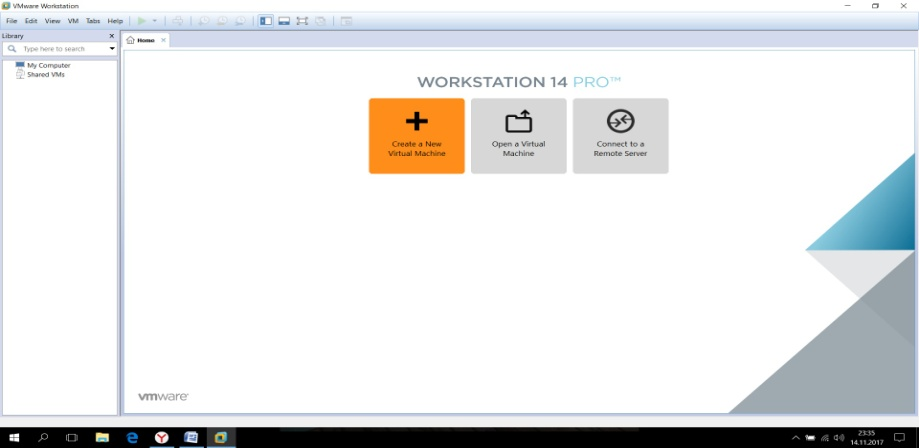 VMware Workstation
File Edit View VM Tabs Help
Library
Home
Type here to search
My Computer
Shared VMs
WORKSTATION 14 PRO™
Create a New
Virtual Machine
Open a Virtual
Machine
Connect to a
Remote Server
vmware
23:35
14.11.2017